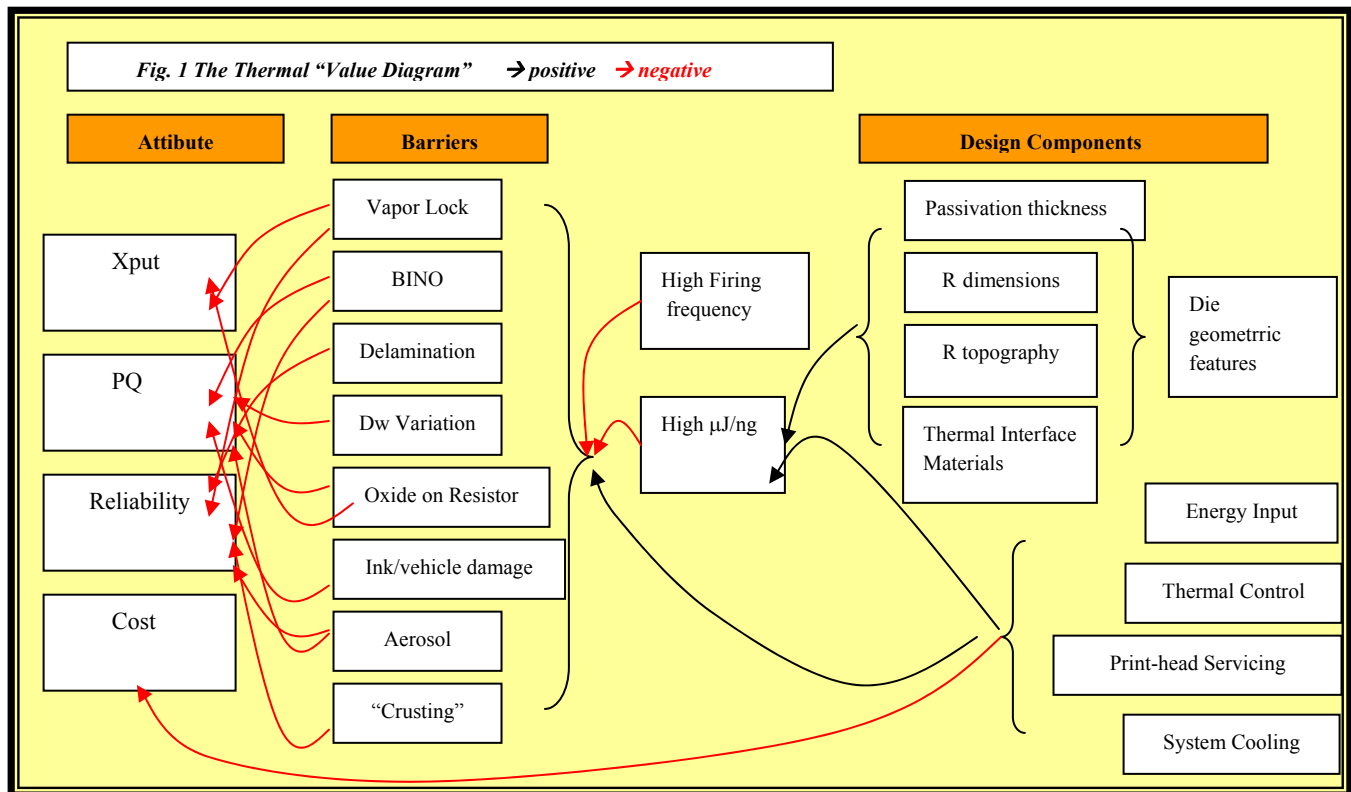 Fig. 1 The Thermal “Value Diagram” → positive → negative
Attibute
Barriers
Design Components
Xput
PQ
Reliability
Cost
Vapor Lock
BINO
Delamination
Dw Variation
Oxide on Resistor
Ink/vehicle damage
Aerosol
“Crusting”
High Firing
frequency
High µJ/ng
Passivation thickness
R dimensions
R topography
Thermal Interface
Materials
Die
geometrric
features
Energy Input
Thermal Control
Print-head Servicing
System Cooling